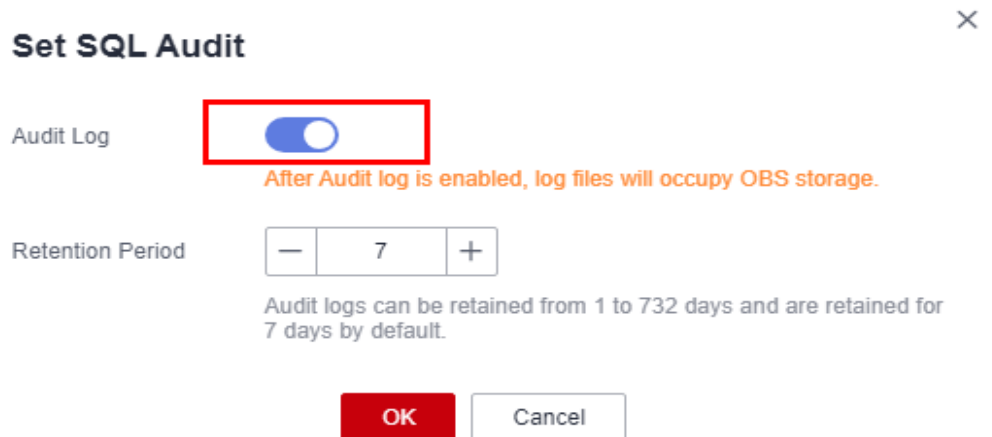 Set SQL Audit
Audit Log
After Audit log is enabled, log files will occupy OBS storage.
Retention Period
7
Audit logs can be retained from 1 to 732 days and are retained for
7 days by default.
OK
Cancel